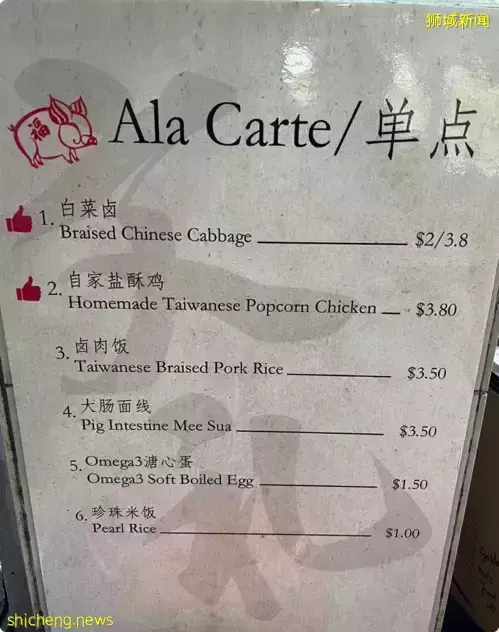 狮城新闻
福
Ala Carte/单点
1. 白菜卤
Braised Chinese Cabbage $2/3.8
2. 自家盐酥鸡
Homemade Taiwanese Popcorn Chicken $3.80
3. 卤肉饭
Taiwanese Braised Pork Rice $3.50
4. 大肠面线
Pig Intestine Mee Sua $3.50
5. Omega3溏心蛋
Omega3 Soft Boiled Egg $1.50
6. 珍珠米饭
Pearl Rice $1.00
shicheng.news